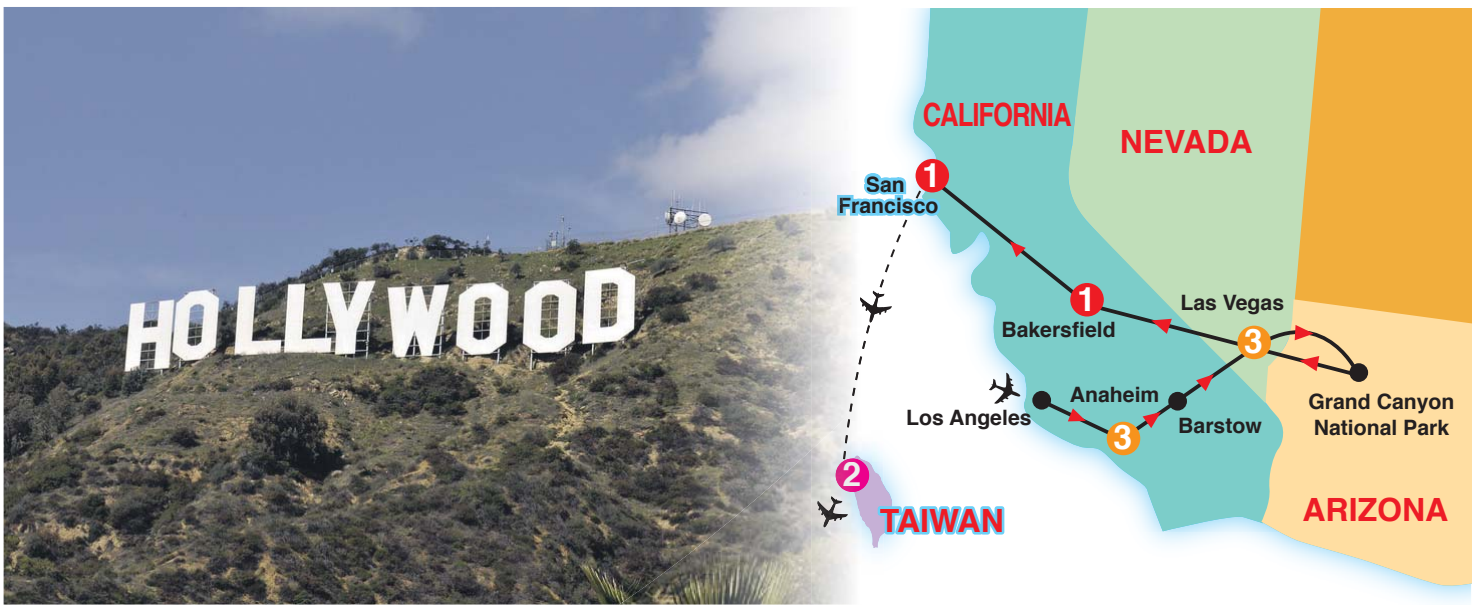 HOLLYWOOD
CALIFORNIA
NEVADA
San
Francisco
1
1
Bakersfield
Las Vegas
3
Los Angeles
Anaheim
3
Barstow
Grand Canyon
National Park
2
TAIWAN
ARIZONA